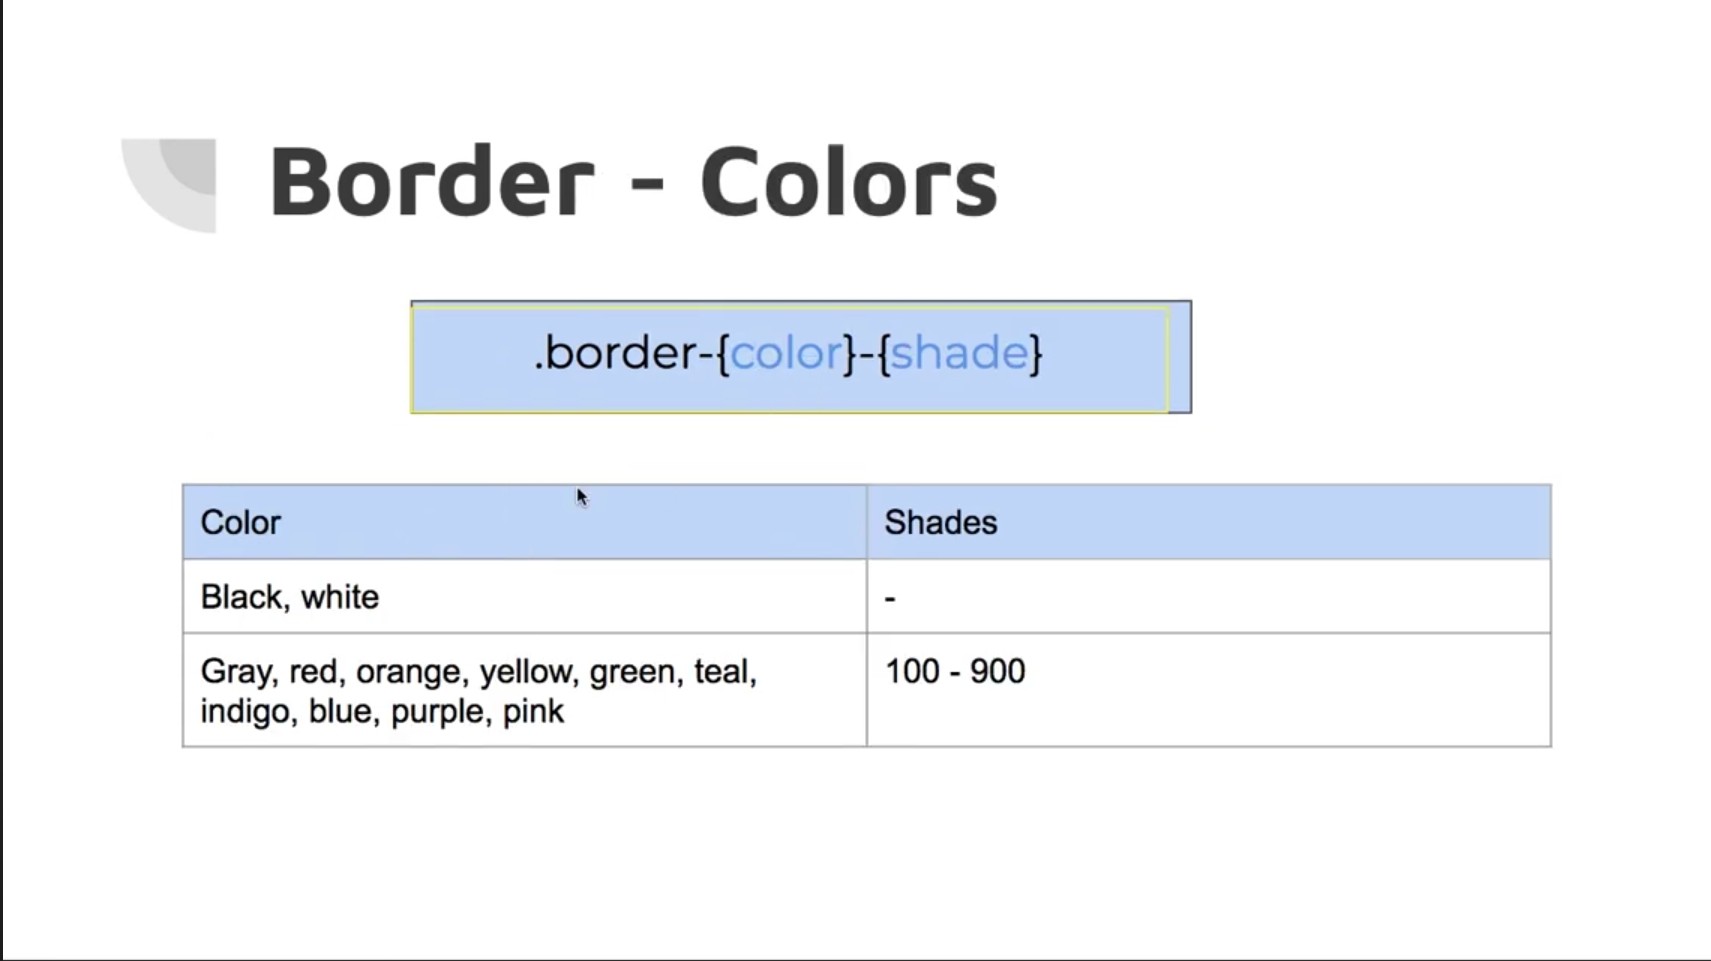 Border - Colors
.border-{color}-{shade}
Color
Shades
Black, white
-
Gray, red, orange, yellow, green, teal,
indigo, blue, purple, pink
100 - 900